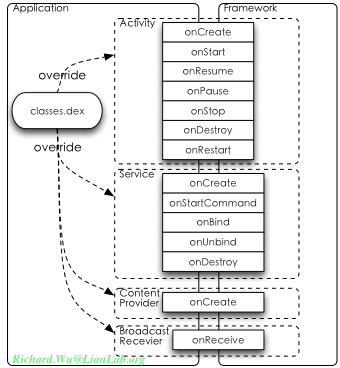 Application
Framework
Activity
onCreate
onStart
onResume
onPause
onStop
onDestroy
onRestart
override
classes.dex
override
Service
onCreate
onStartCommand
onBind
onUnbind
onDestroy
Content
Provider
onCreate
Broadcast
Recevier
onReceive
Richard.Wu@LianLab.org